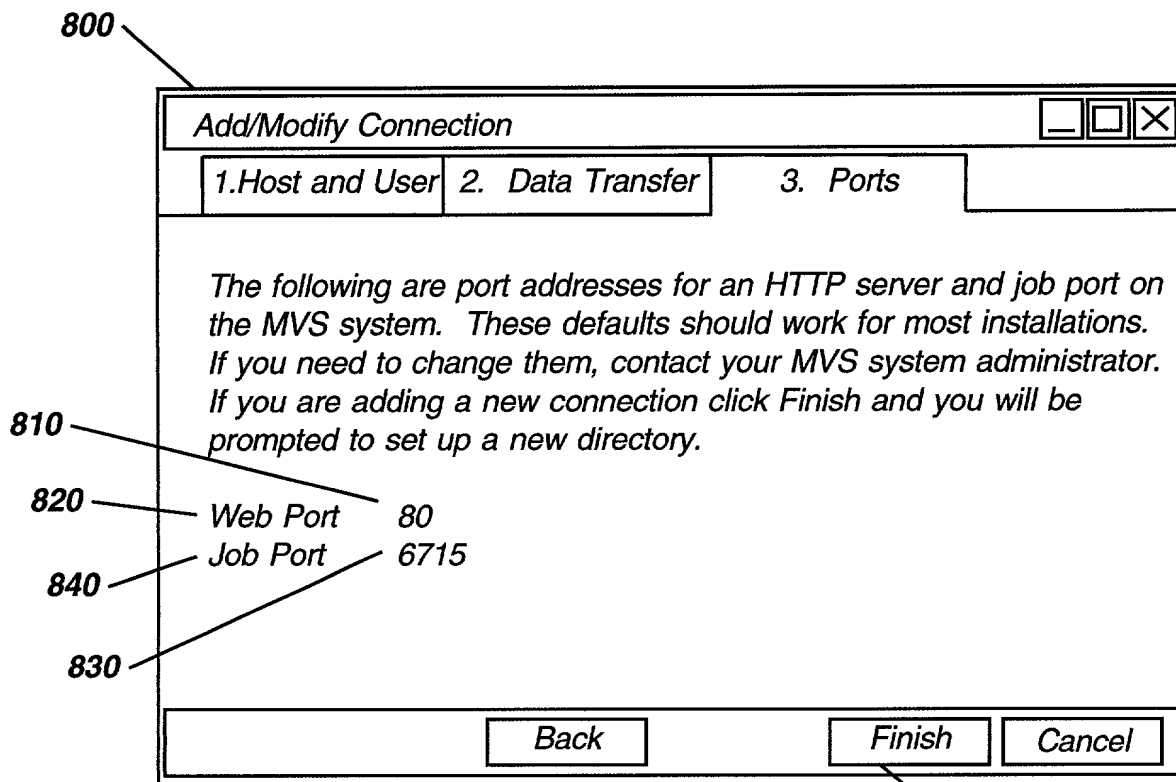 800
Add/Modify Connection
1.Host and User 2. Data Transfer 3. Ports
The following are port addresses for an HTTP server and job port on
the MVS system. These defaults should work for most installations.
If you need to change them, contact your MVS system administrator.
If you are adding a new connection click Finish and you will be
810
prompted to set up a new directory.
820 Web Port 80
840 Job Port 6715
830
Back Finish Cancel